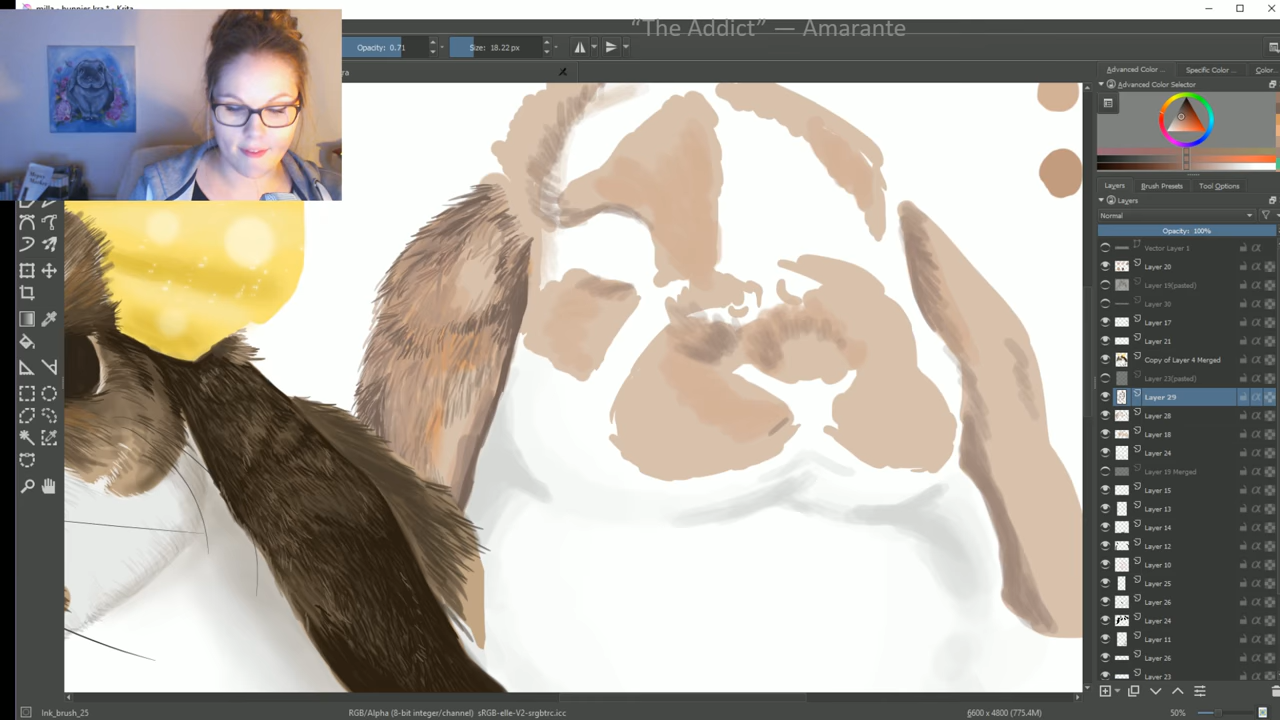 milla - bunnies.kra * - Krita
“The Addict” — Amarante
Opacity: 0.71
Size: 18.22 px
Advanced Color ...
Specific Color ...
Color...
Advanced Color Selector
Layers
Brush Presets
Tool Options
Layers
Normal
Opacity: 100%
Vector Layer 1
Layer 20
Layer 19(pasted)
Layer 30
Layer 17
Layer 21
Copy of Layer 4 Merged
Layer 23(pasted)
Layer 29
Layer 28
Layer 18
Layer 24
Layer 19 Merged
Layer 15
Layer 13
Layer 14
Layer 12
Layer 10
Layer 25
Layer 26
Layer 24
Layer 11
Layer 26
Layer 23
Ink_brush_25
RGB/Alpha (8-bit integer/channel) sRGB-elle-V2-srgbtrc.icc
6600 x 4800 (775.4M)
50%